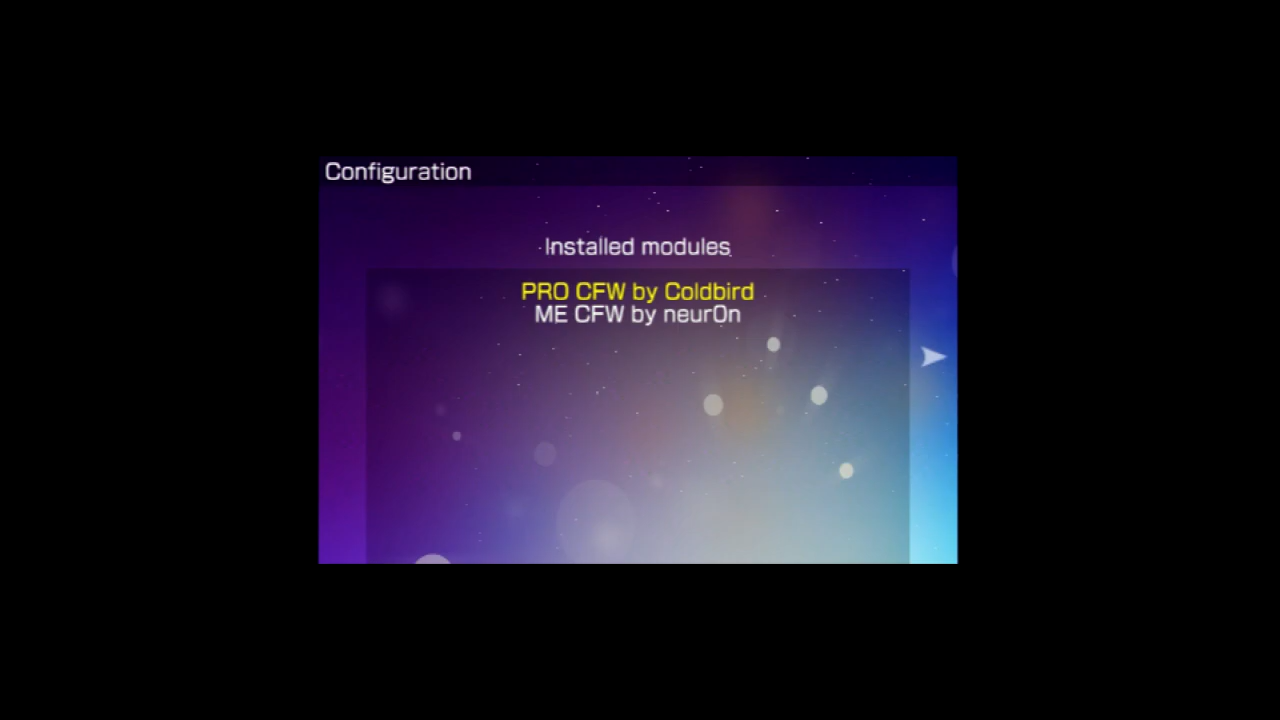 Configuration
Installed modules
PRO CFW by Coldbird
ME CFW by neur0n